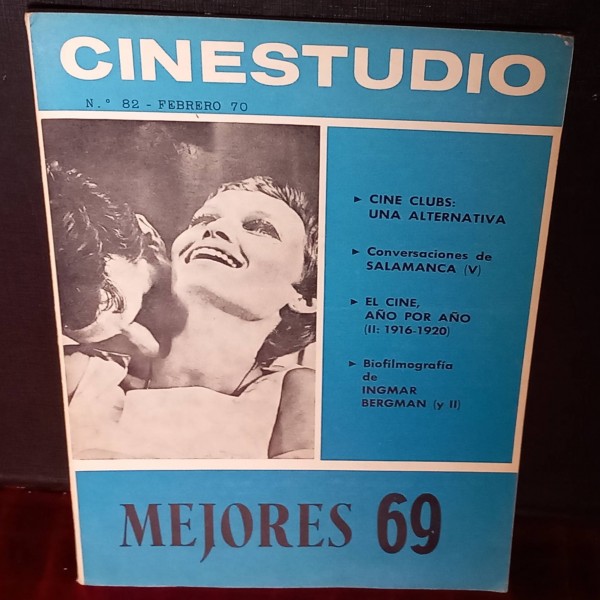 CINESTUDIO
N.° 82 - FEBRERO 70
► CINE CLUBS:
UNA ALTERNATIVA
► Conversaciones de
SALAMANCA (V)
► EL CINE,
AÑO POR AÑO
(II: 1916-1920)
► Biofilmografía
de
INGMAR
BERGMAN (y II)
MEJORES 69